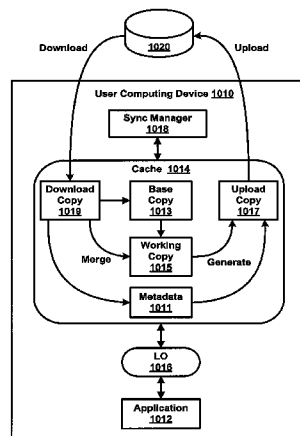 1020
Download
Upload
User Computing Device 1010
Sync Manager
1018
Cache 1014
Download
Copy
1019
Base
Copy
1013
Upload
Copy
1017
Merge
Working
Copy
1015
Generate
Metadata
1011
LO
1016
Application
1012